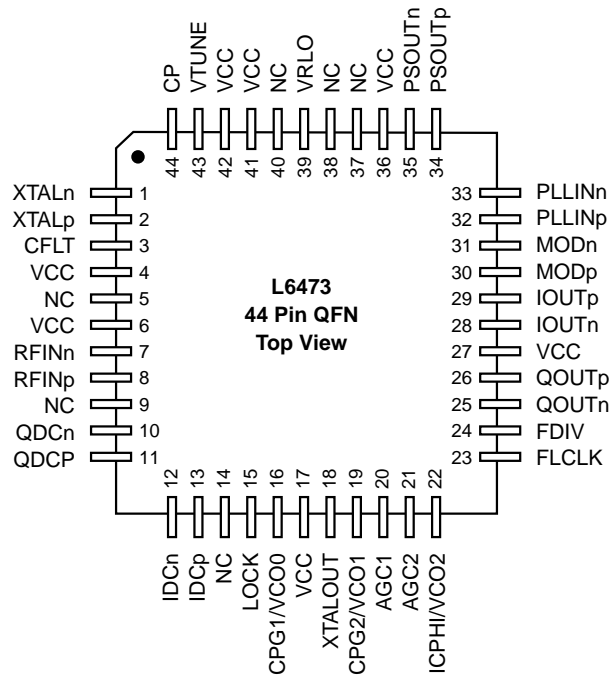 CP
VTUNE
VCC
VCC
NC
VRLO
NC
NC
VCC
PSOUTn
PSOUTp
44
43
42
41
40
39
38
37
36
35
34
XTALn 1
XTALp 2
CFLT 3
VCC 4
NC 5
VCC 6
RFINn 7
RFINp 8
NC 9
QDCn 10
QDCP 11
L6473
44 Pin QFN
Top View
33 PLLINn
32 PLLINp
31 MODn
30 MODp
29 IOUTp
28 IOUTn
27 VCC
26 QOUTp
25 QOUTn
24 FDIV
23 FLCLK
12
13
14
15
16
17
18
19
20
21
22
IDCn
IDCp
NC
LOCK
CPG1/VCO0
VCC
XTALOUT
CPG2/VCO1
AGC1
AGC2
ICPHI/VCO2